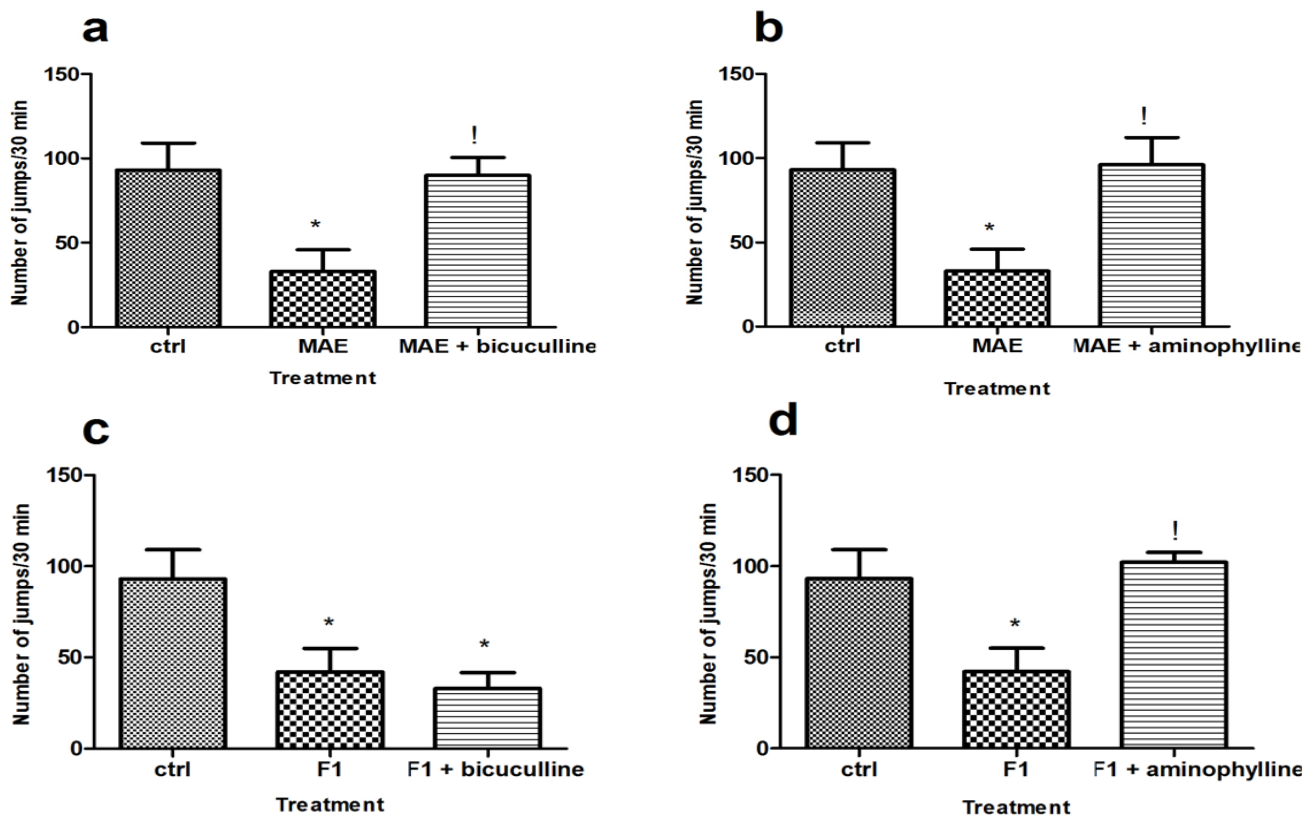 a
150
100
50
0
Number of jumps/30 min
*
!
ctrl
MAE
MAE + bicuculline
Treatment
b
150
100
50
0
Number of jumps/30 min
*
!
ctrl
MAE
MAE + aminophylline
Treatment
c
150
100
50
0
Number of jumps/30 min
*
*
ctrl
F1
F1 + bicuculline
Treatment
d
150
100
50
0
Number of jumps/30 min
*
!
ctrl
F1
F1 + aminophylline
Treatment